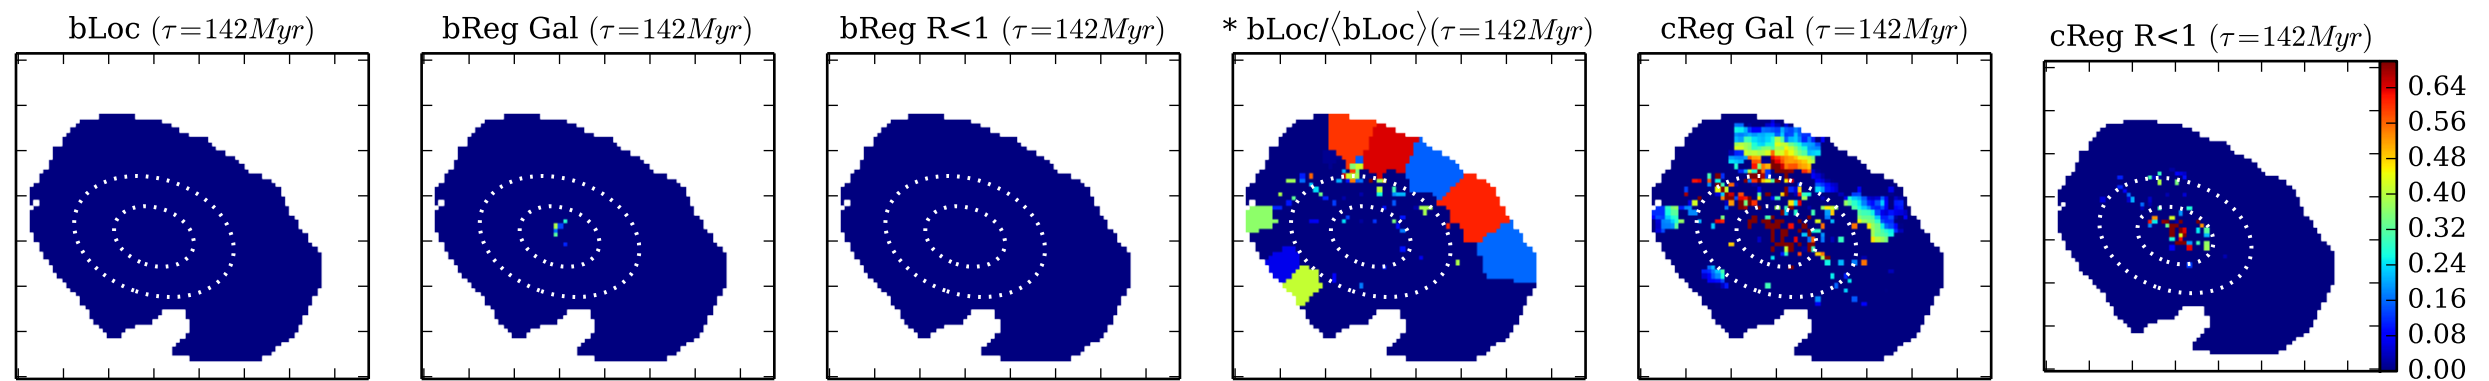 bLoc (τ=142Myr)
bReg Gal (τ=142Myr)
bReg R<1 (τ=142Myr)
* bLoc/⟨bLoc⟩(τ=142Myr)
cReg Gal (τ=142Myr)
cReg R<1 (τ=142Myr)
0.64
0.56
0.48
0.40
0.32
0.24
0.16
0.08
0.00